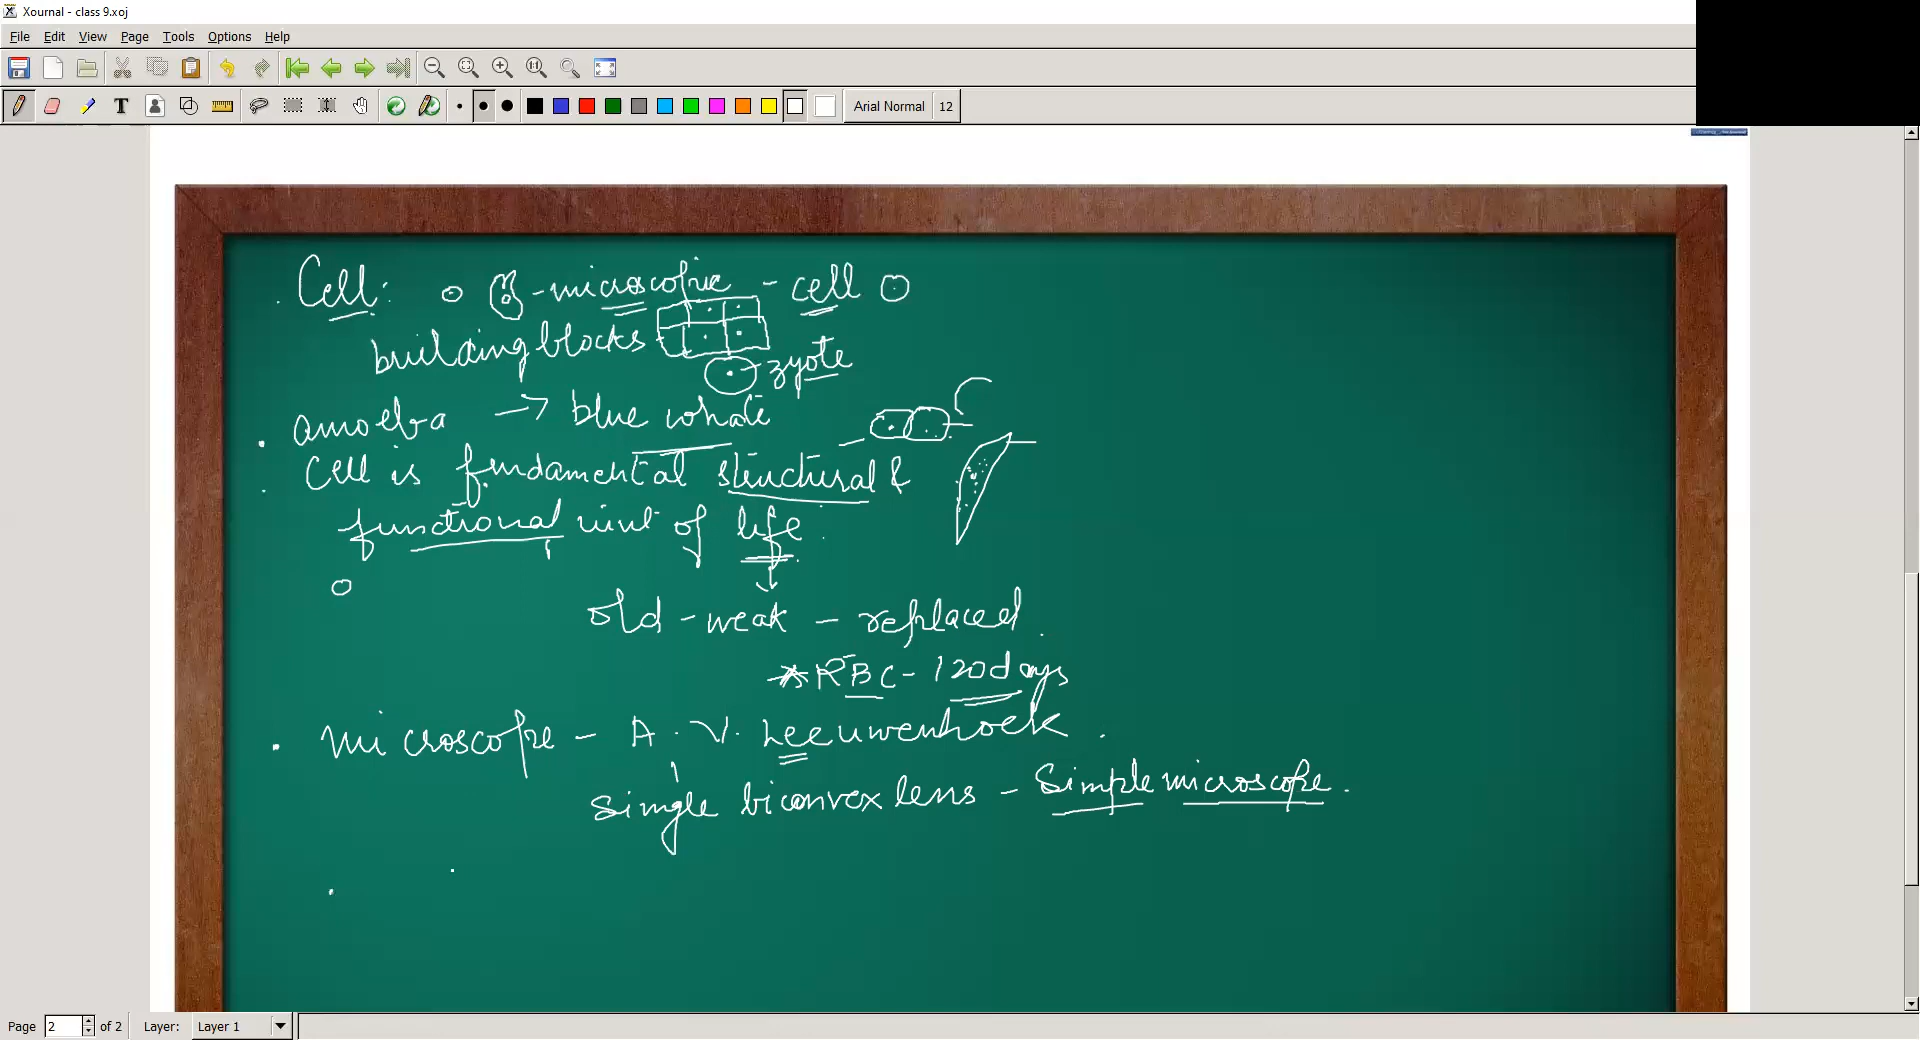 Xournal - class 9.xoj
File Edit View Page Tools Options Help
Arial Normal 12
Cell: - microscopic - cell
building blocks
zyote
amoeba → blue whale
Cell is fundamental structural &
functional unit of life
old - weak - replaced.
*RBC - 120 days
microscope - A. V. Leeuwenhoek.
single biconvex lens - Simple microscope.
Page 2 of 2 Layer: Layer 1